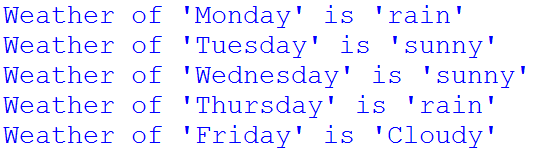 Weather of 'Monday' is 'rain'
Weather of 'Tuesday' is 'sunny'
Weather of 'Wednesday' is 'sunny'
Weather of 'Thursday' is 'rain'
Weather of 'Friday' is 'Cloudy'